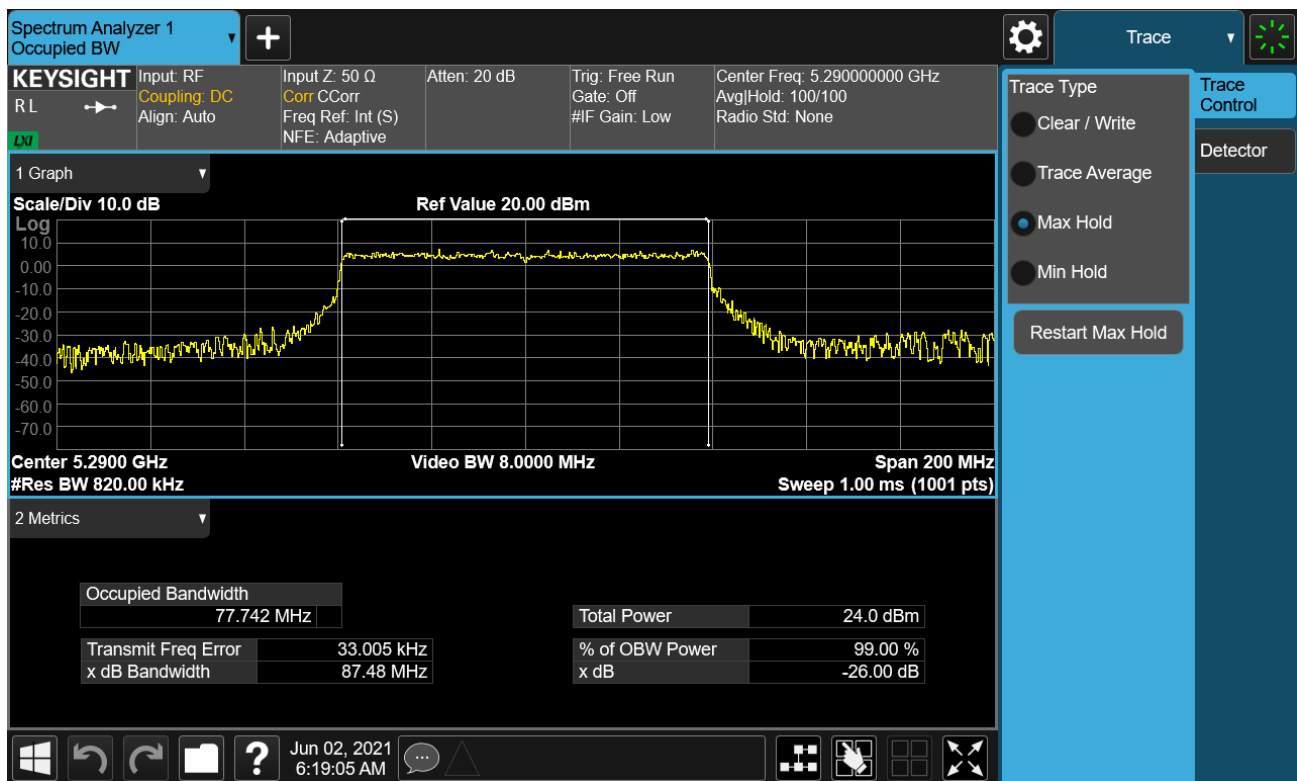 Spectrum Analyzer 1
Occupied BW
Trace
KEYSIGHT
R L
LXI
Input: RF
Coupling: DC
Align: Auto
Input Z: 50 Ω
Corr CCorr
Freq Ref: Int (S)
NFE: Adaptive
Atten: 20 dB
Trig: Free Run
Gate: Off
#IF Gain: Low
Center Freq: 5.290000000 GHz
Avg|Hold: 100/100
Radio Std: None
Trace Type
Clear / Write
Trace Average
Max Hold
Min Hold
Restart Max Hold
Trace
Control
Detector
1 Graph
Scale/Div 10.0 dB
Ref Value 20.00 dBm
Log
10.0
0.00
-10.0
-20.0
-30.0
-40.0
-50.0
-60.0
-70.0
Center 5.2900 GHz
Video BW 8.0000 MHz
Span 200 MHz
#Res BW 820.00 kHz
Sweep 1.00 ms (1001 pts)
2 Metrics
Occupied Bandwidth
77.742 MHz
Total Power 24.0 dBm
Transmit Freq Error 33.005 kHz
% of OBW Power 99.00 %
x dB Bandwidth 87.48 MHz
x dB -26.00 dB
?
Jun 02, 2021
6:19:05 AM